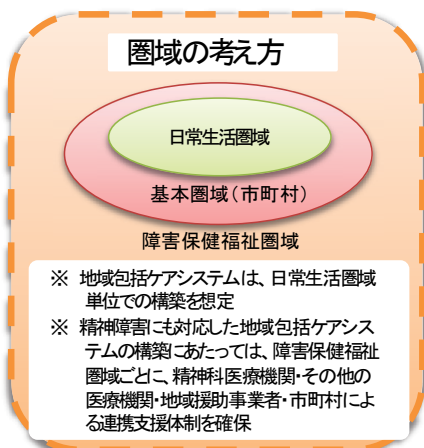 圏域の考え方
日常生活圏域
基本圏域（市町村）
障害保健福祉圏域
※ 地域包括ケアシステムは、日常生活圏域
単位での構築を想定
※ 精神障害にも対応した地域包括ケアシス
テムの構築にあたっては、障害保健福祉
圏域ごとに、精神科医療機関・その他の
医療機関・地域援助事業者・市町村によ
る連携支援体制を確保